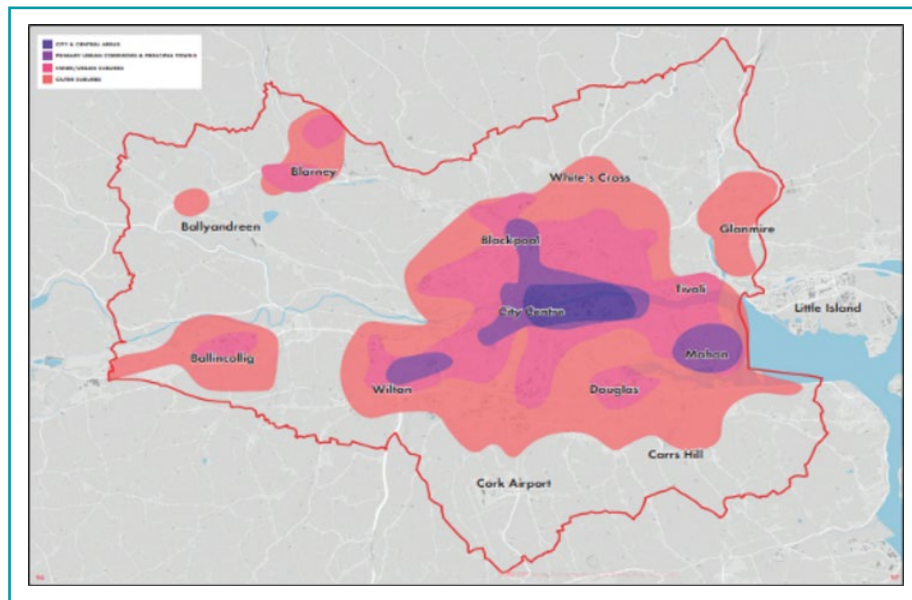 CITY & CENTRAL AREAS
PRIMARY URBAN CORRIDORS & PRINCIPAL TOWNS
INNER/URBAN SUBURBS
OUTER SUBURBS
White's Cross
Blarney
Ballyandreen
Blackpool
Glanmire
Tivoli
City Centre
Little Island
Mahon
Ballincollig
Wilton
Douglas
Carrs Hill
Cork Airport